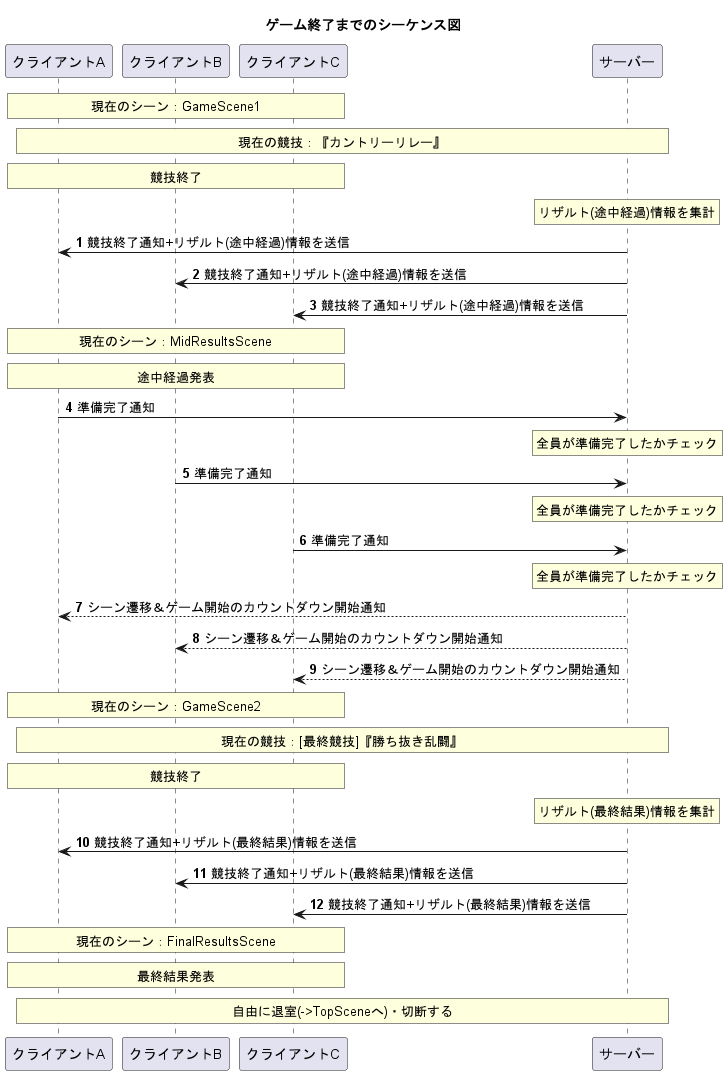 ゲーム終了までのシーケンス図
クライアントA クライアントB クライアントC サーバー
現在のシーン : GameScene1
現在の競技 : 『カントリーリレー』
競技終了
リザルト(途中経過)情報を集計
1 競技終了通知+リザルト(途中経過)情報を送信
2 競技終了通知+リザルト(途中経過)情報を送信
3 競技終了通知+リザルト(途中経過)情報を送信
現在のシーン : MidResultsScene
途中経過発表
4 準備完了通知
全員が準備完了したかチェック
5 準備完了通知
全員が準備完了したかチェック
6 準備完了通知
全員が準備完了したかチェック
7 シーン遷移&ゲーム開始のカウントダウン開始通知
8 シーン遷移&ゲーム開始のカウントダウン開始通知
9 シーン遷移&ゲーム開始のカウントダウン開始通知
現在のシーン : GameScene2
現在の競技 : [最終競技]『勝ち抜き乱闘』
競技終了
リザルト(最終結果)情報を集計
10 競技終了通知+リザルト(最終結果)情報を送信
11 競技終了通知+リザルト(最終結果)情報を送信
12 競技終了通知+リザルト(最終結果)情報を送信
現在のシーン : FinalResultsScene
最終結果発表
自由に退室(->TopSceneへ)・切断する
クライアントA クライアントB クライアントC サーバー